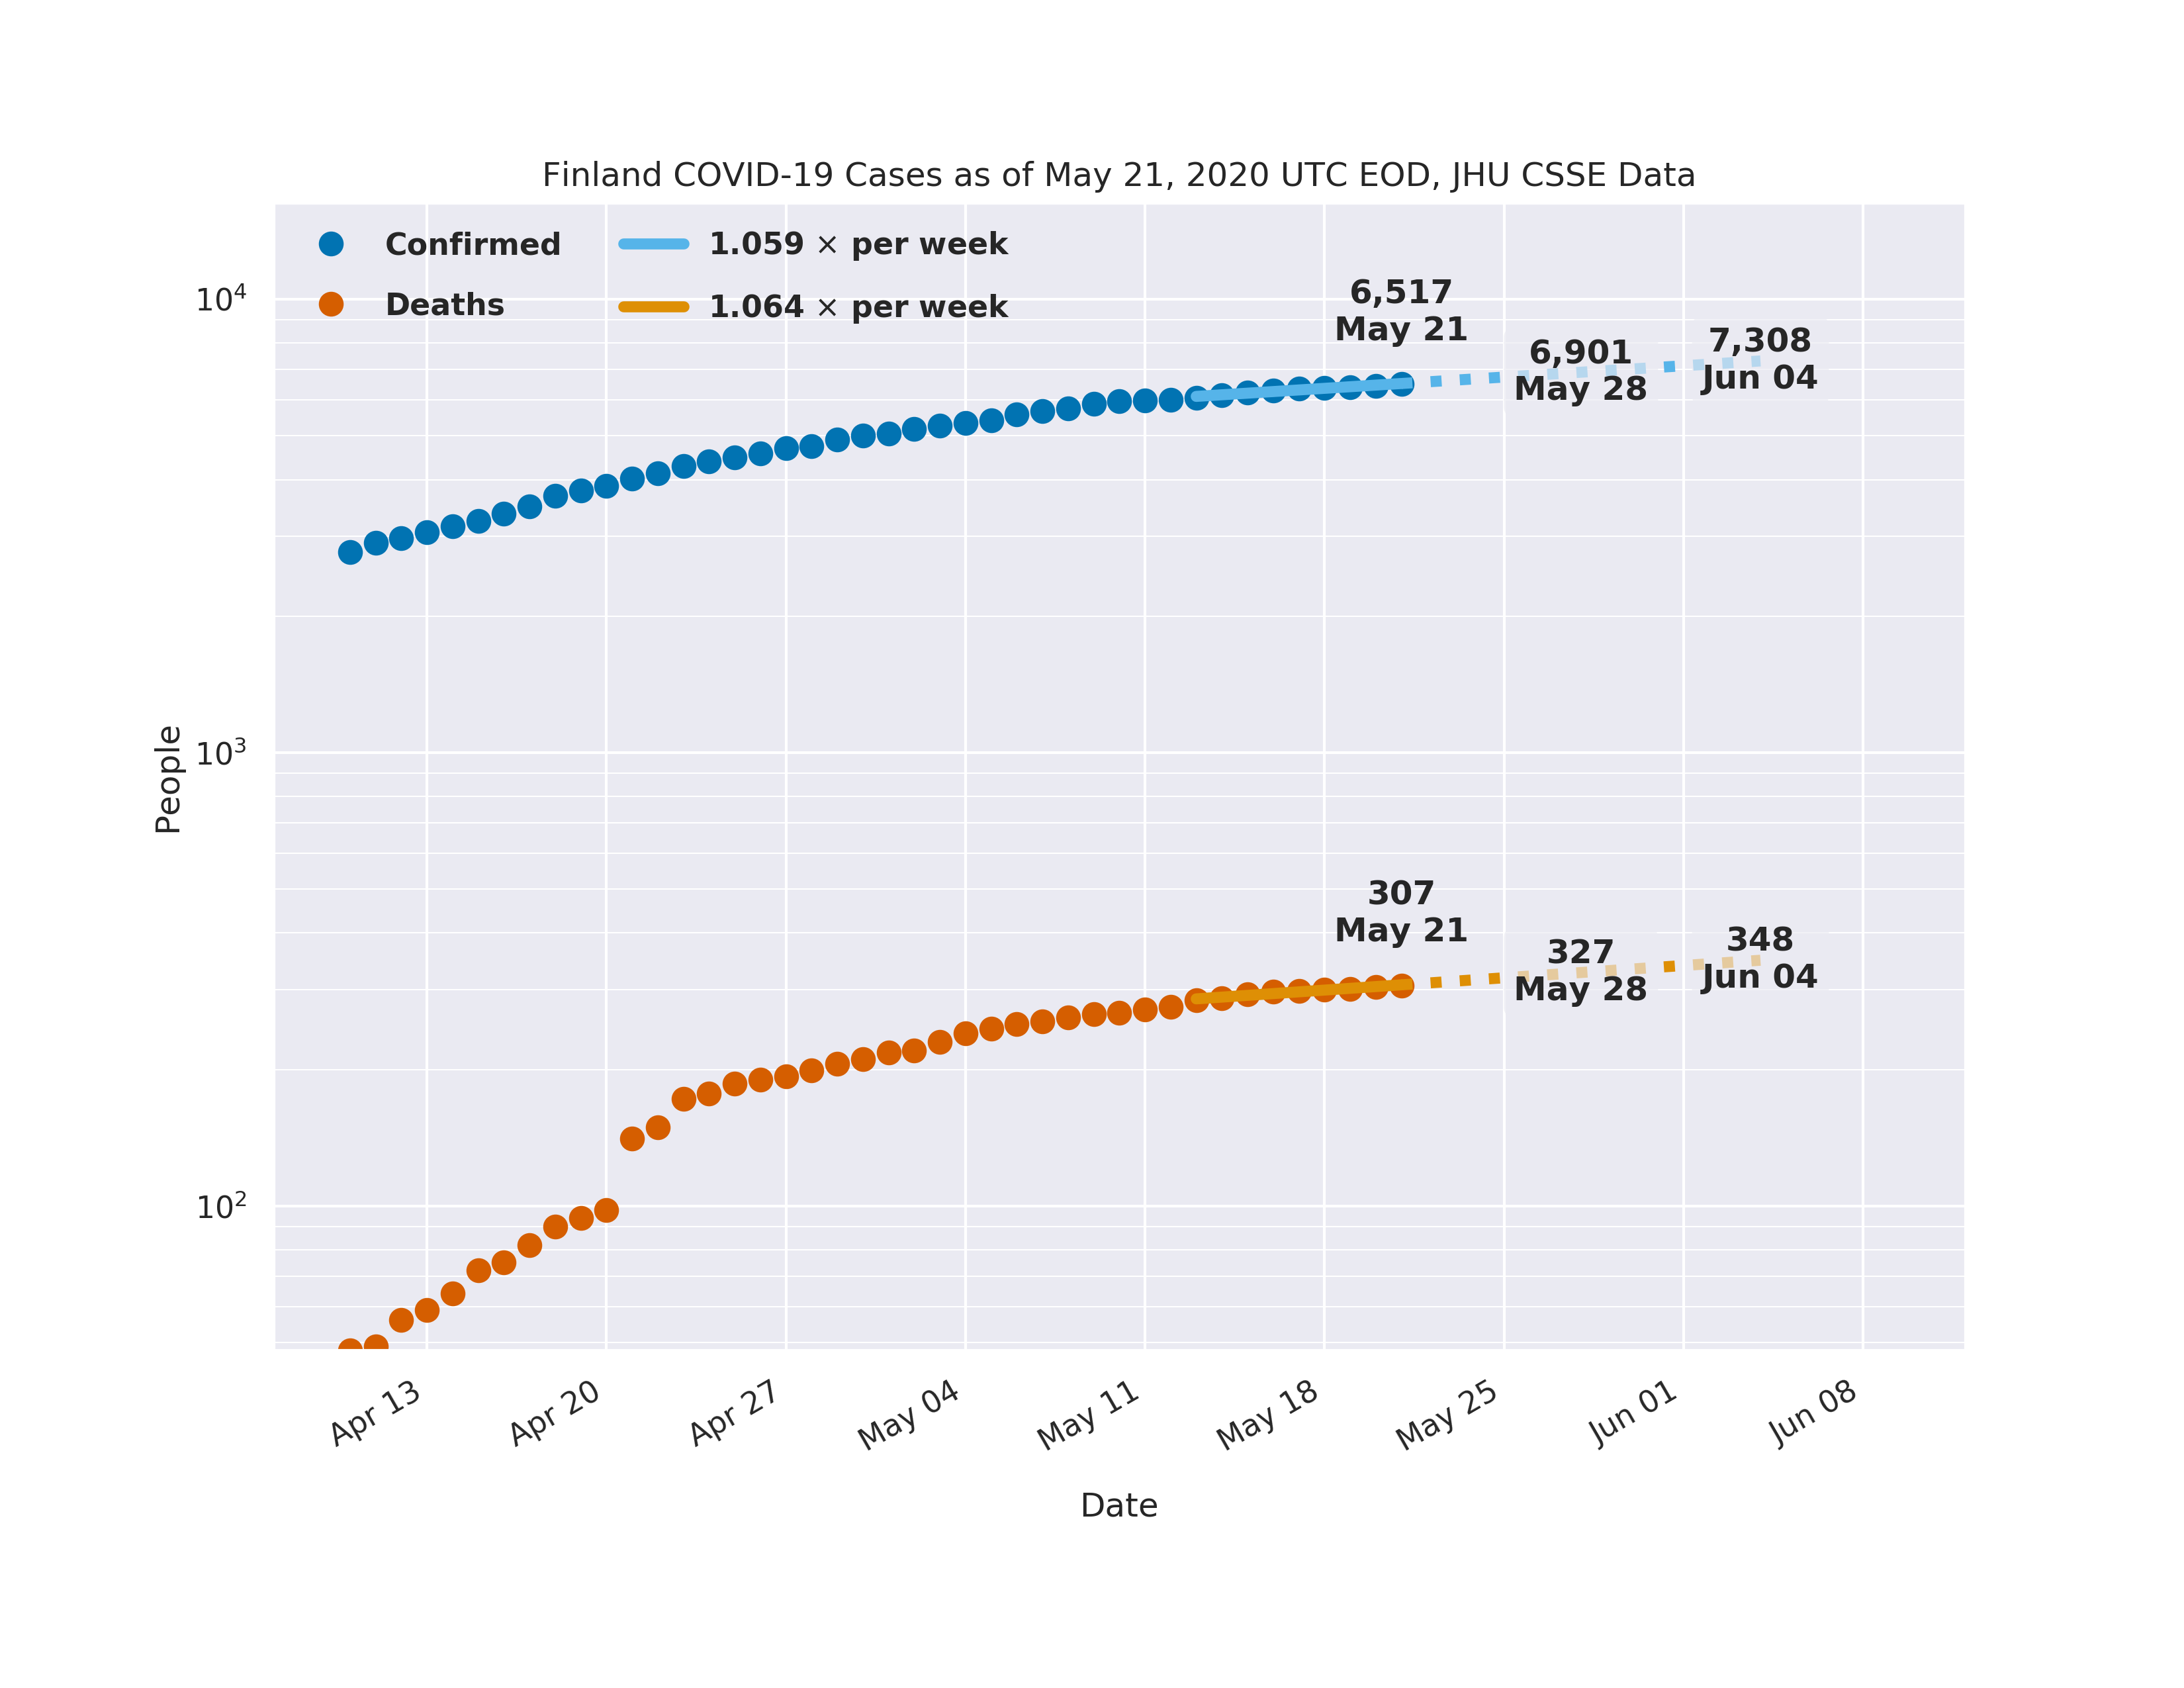 Finland COVID-19 Cases as of May 21, 2020 UTC EOD, JHU CSSE Data
Confirmed
Deaths
1.059 × per week
1.064 × per week
6,517
May 21
6,901
May 28
7,308
Jun 04
307
May 21
327
May 28
348
Jun 04
People
10⁴
10³
10²
Apr 13
Apr 20
Apr 27
May 04
May 11
May 18
May 25
Jun 01
Jun 08
Date